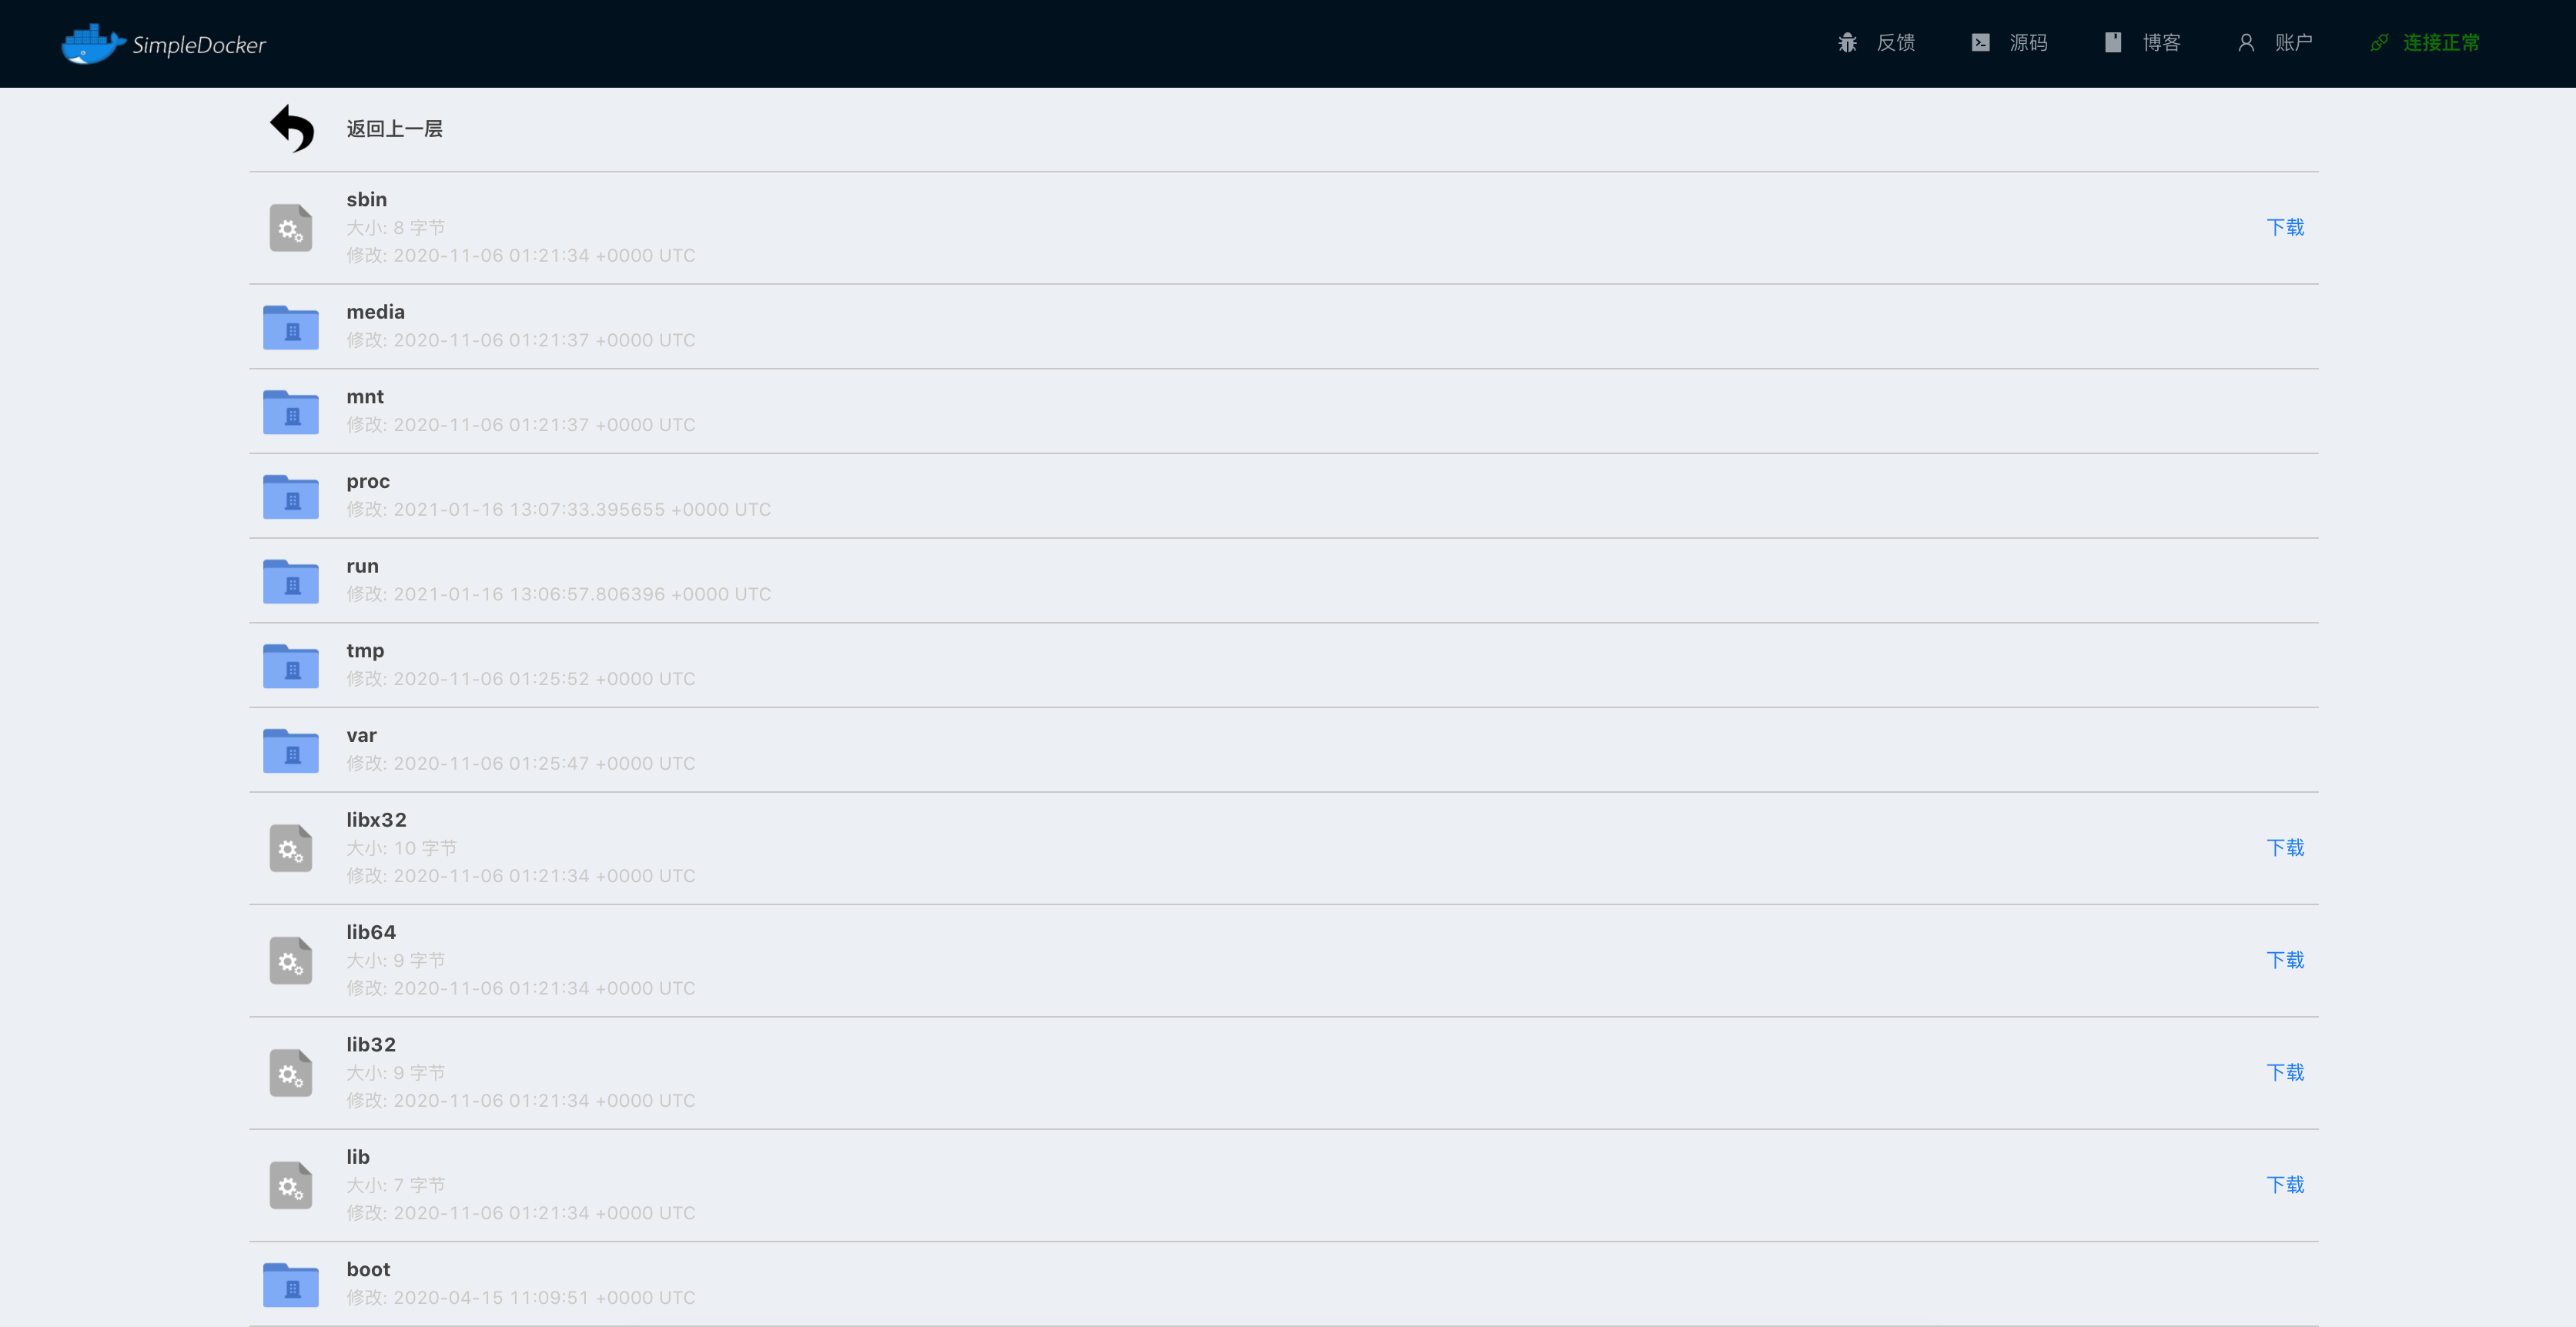 SimpleDocker
反馈
源码
博客
账户
连接正常
返回上一层
sbin
大小: 8 字节
修改: 2020-11-06 01:21:34 +0000 UTC
下载
media
修改: 2020-11-06 01:21:37 +0000 UTC
mnt
修改: 2020-11-06 01:21:37 +0000 UTC
proc
修改: 2021-01-16 13:07:33.395655 +0000 UTC
run
修改: 2021-01-16 13:06:57.806396 +0000 UTC
tmp
修改: 2020-11-06 01:25:52 +0000 UTC
var
修改: 2020-11-06 01:25:47 +0000 UTC
libx32
大小: 10 字节
修改: 2020-11-06 01:21:34 +0000 UTC
下载
lib64
大小: 9 字节
修改: 2020-11-06 01:21:34 +0000 UTC
下载
lib32
大小: 9 字节
修改: 2020-11-06 01:21:34 +0000 UTC
下载
lib
大小: 7 字节
修改: 2020-11-06 01:21:34 +0000 UTC
下载
boot
修改: 2020-04-15 11:09:51 +0000 UTC